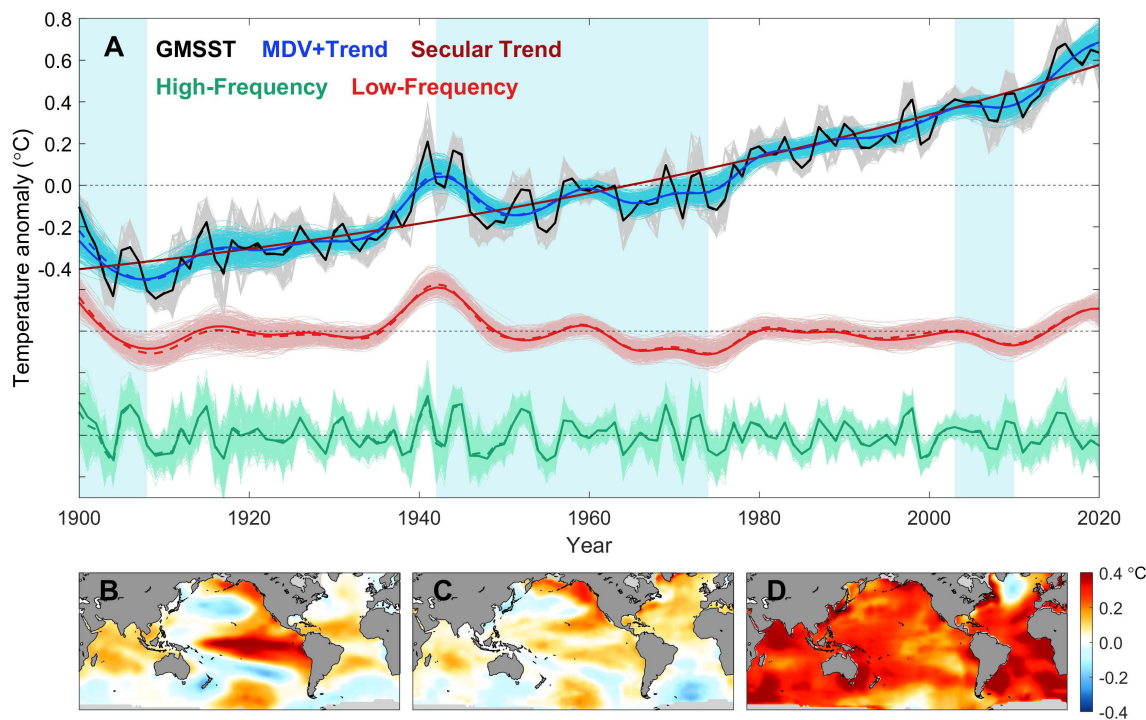 A GMSST MDV+Trend Secular Trend
High-Frequency Low-Frequency
Temperature anomaly (°C)
0.8
0.6
0.4
0.2
0.0
-0.2
-0.4
1900 1920 1940 1960 1980 2000 2020
Year
B C D
°C
0.4
0.2
0.0
-0.2
-0.4